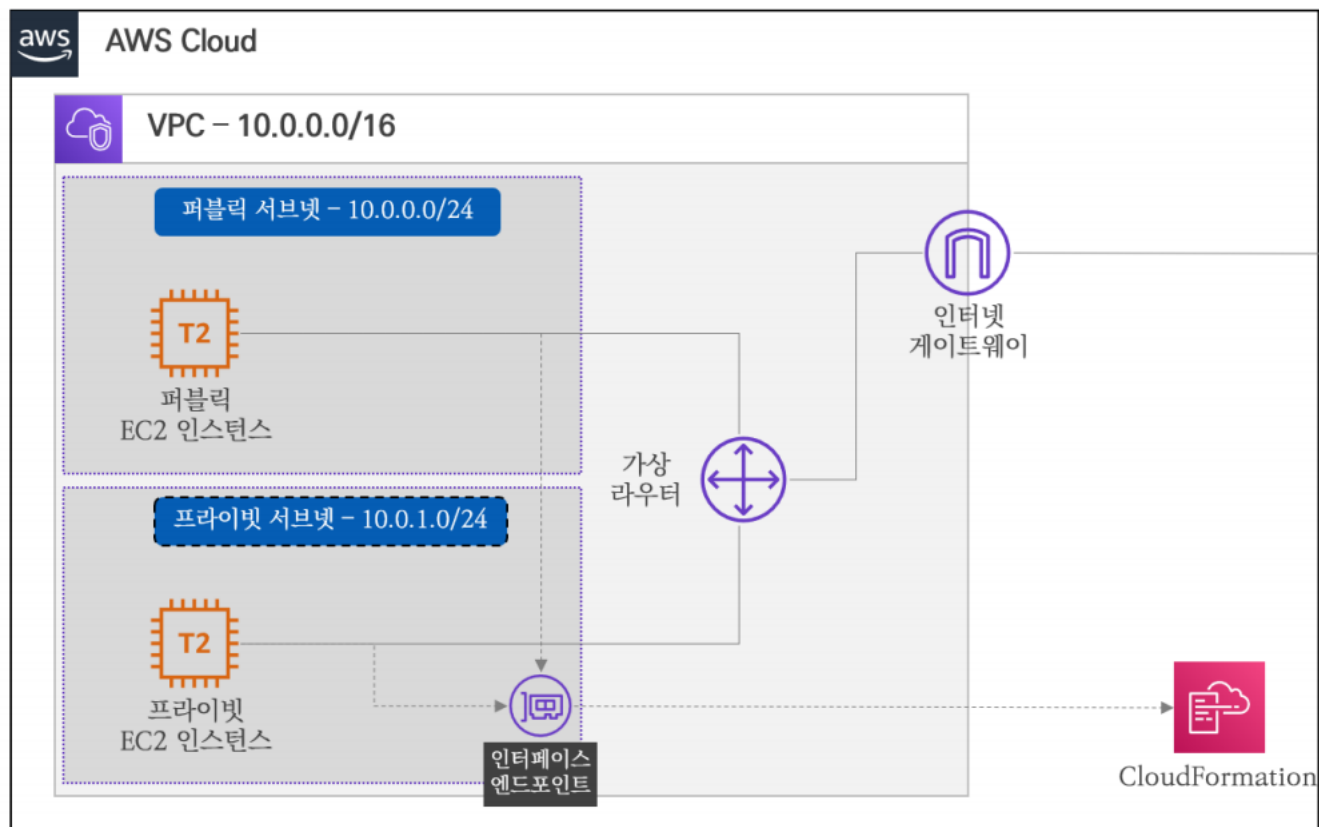 aws
AWS Cloud
VPC – 10.0.0.0/16
퍼블릭 서브넷 – 10.0.0.0/24
T2
퍼블릭
EC2 인스턴스
인터넷
게이트웨이
가상
라우터
프라이빗 서브넷 – 10.0.1.0/24
T2
프라이빗
EC2 인스턴스
인터페이스
엔드포인트
CloudFormation